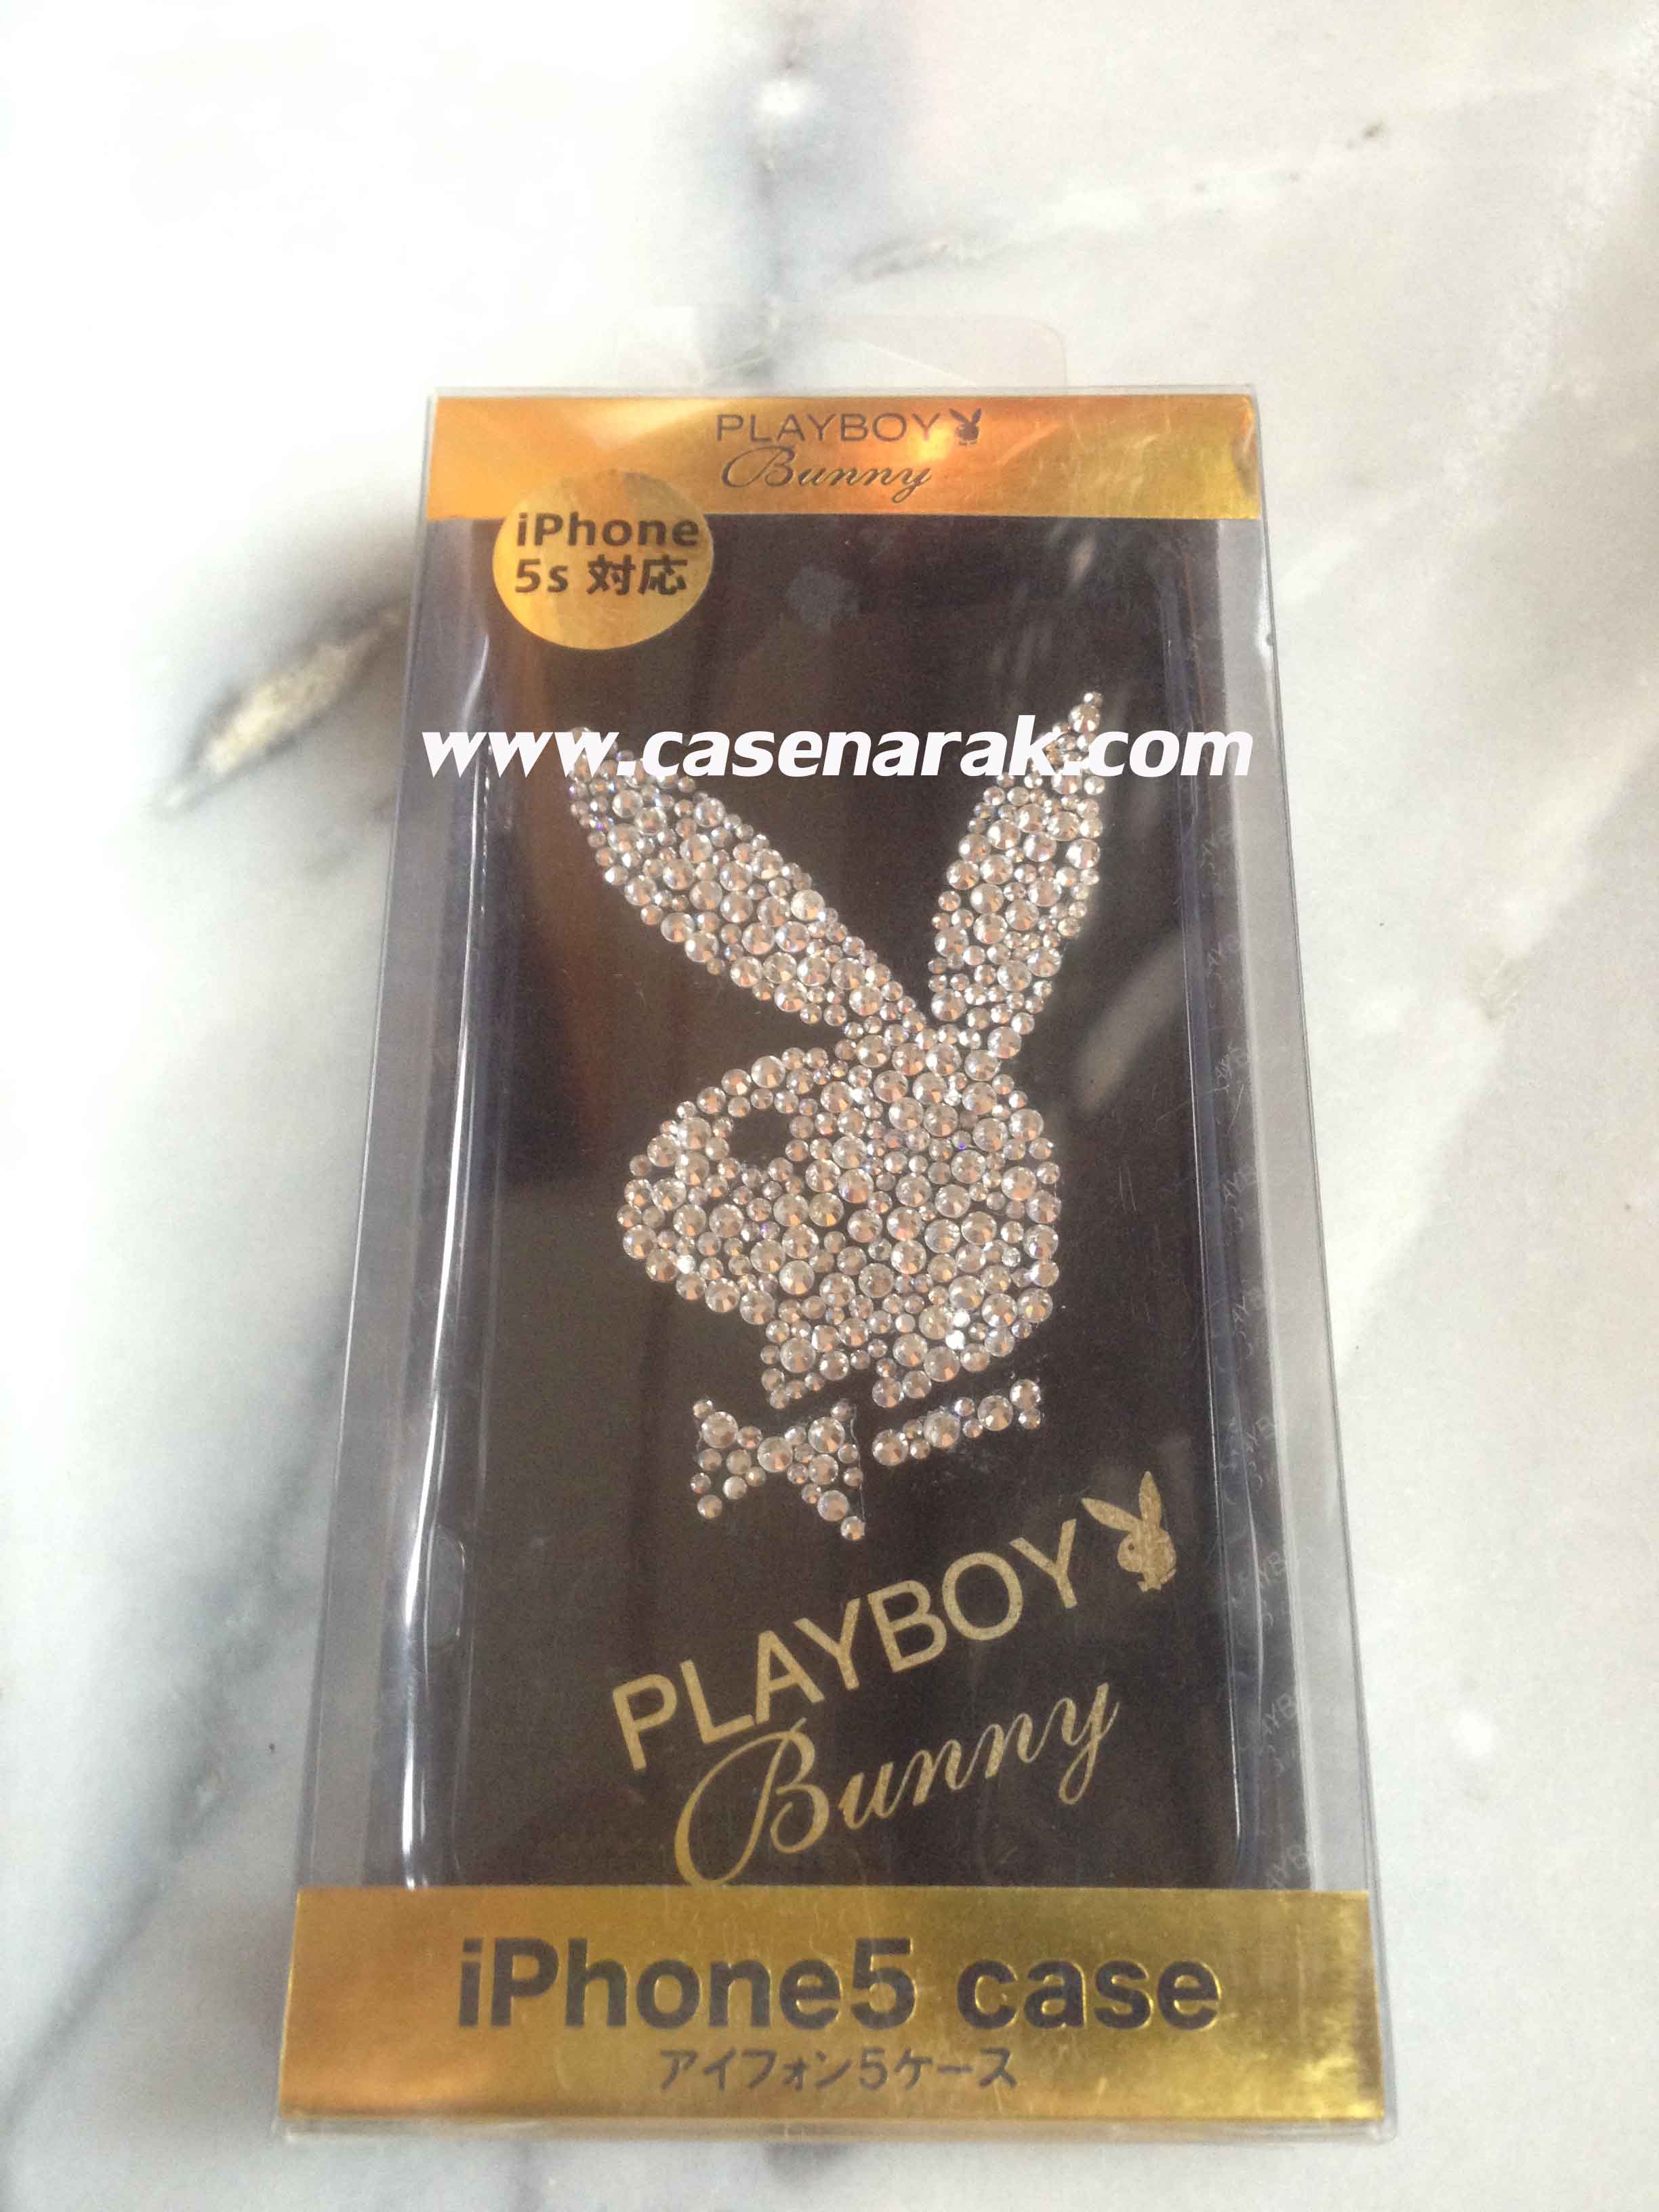 PLAYBOY
Bunny
iPhone
5s 対応
www.casenarak.com
PLAYBOY
Bunny
iPhone5 case
アイフォン5ケース